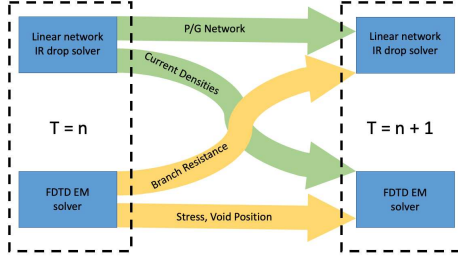 Linear network
IR drop solver
P/G Network
Linear network
IR drop solver
Current Densities
T = n
T = n + 1
Branch Resistance
FDTD EM
solver
Stress, Void Position
FDTD EM
solver